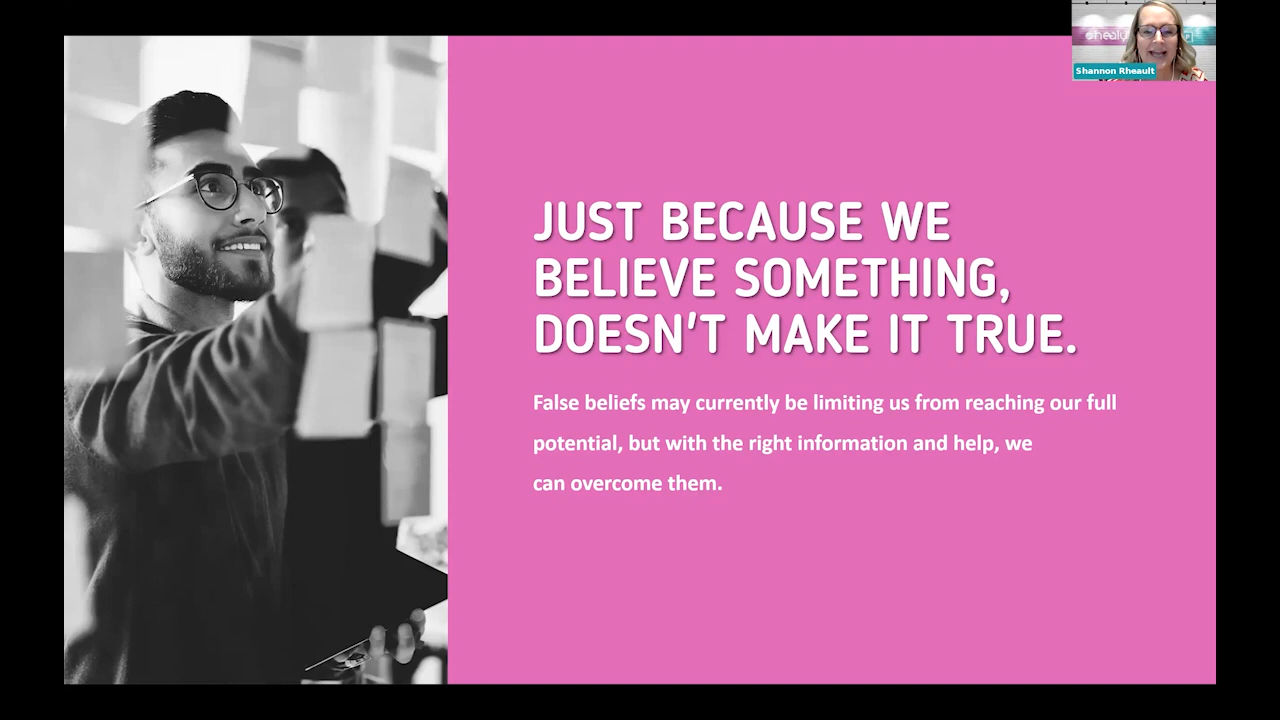 Shannon Rheault
JUST BECAUSE WE
BELIEVE SOMETHING,
DOESN'T MAKE IT TRUE.
False beliefs may currently be limiting us from reaching our full
potential, but with the right information and help, we
can overcome them.